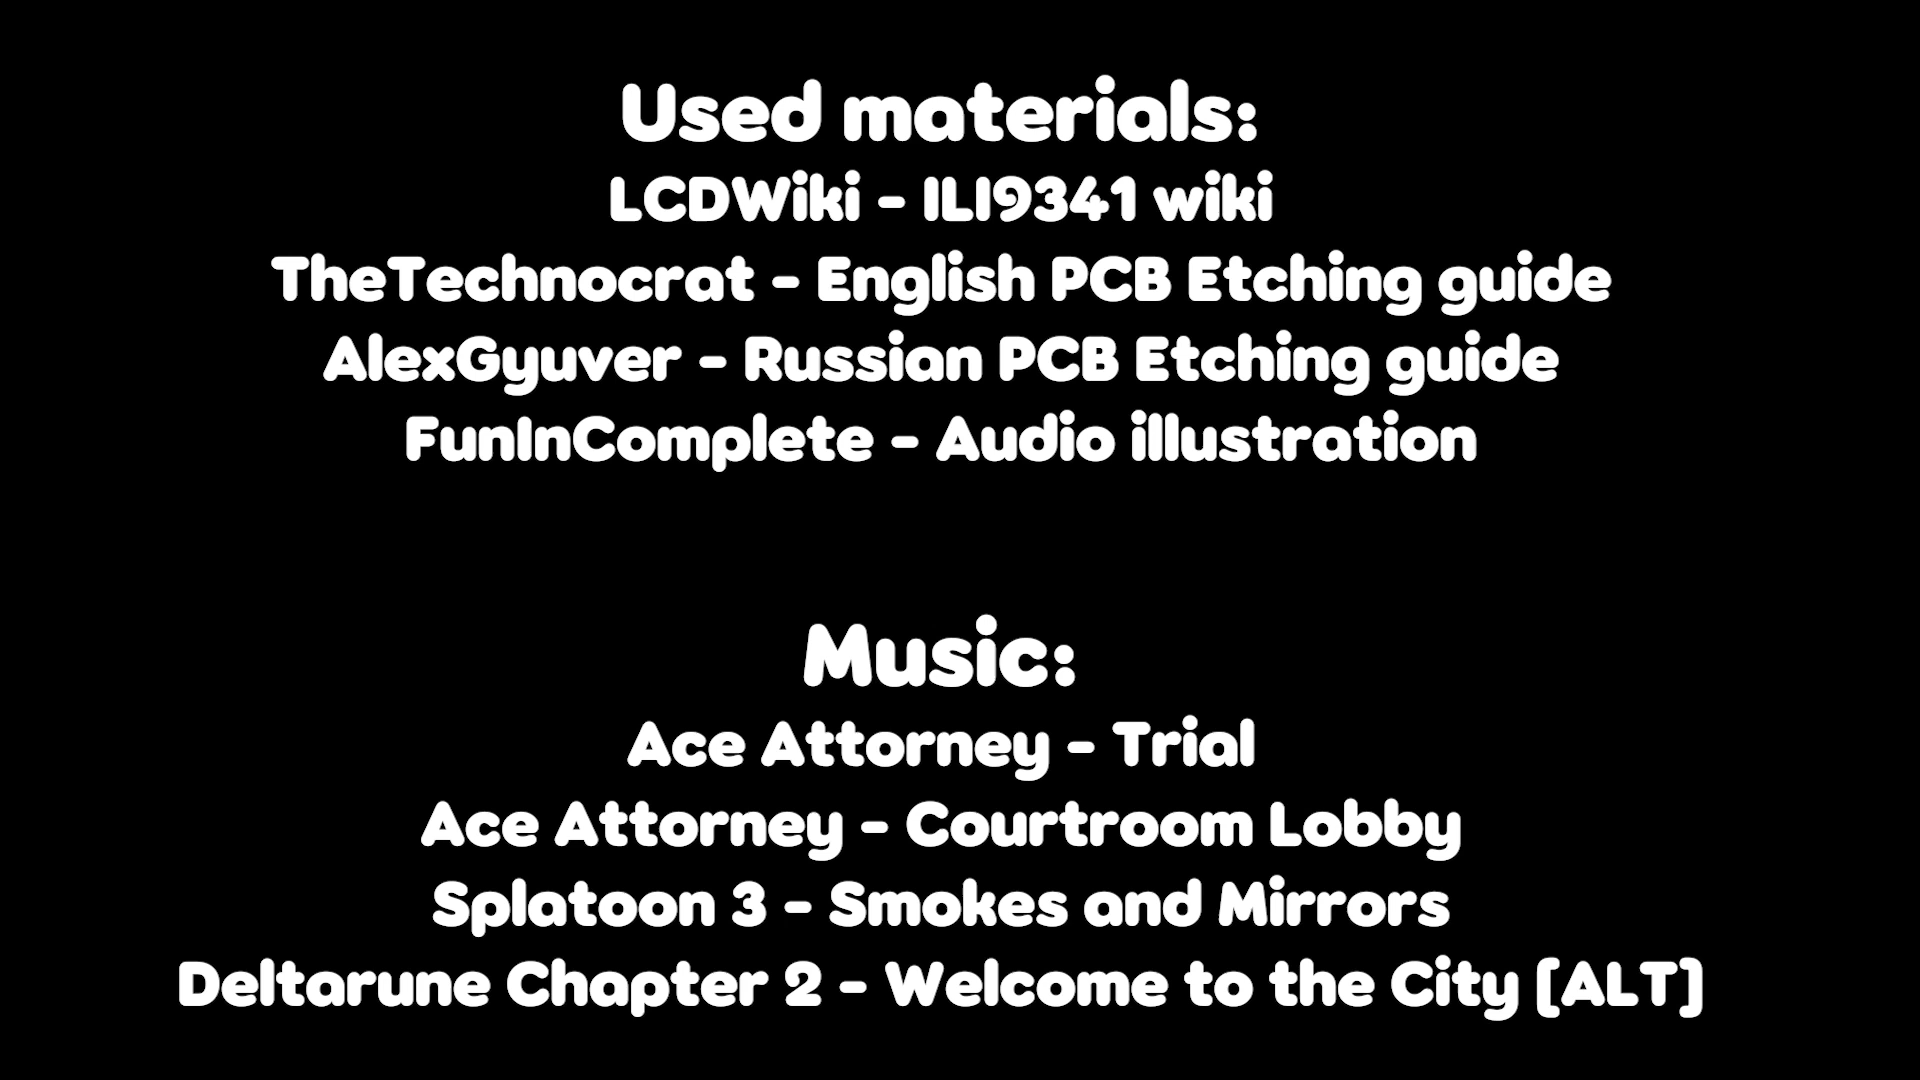 Used materials:
LCDWiki - ILI9341 wiki
TheTechnocrat - English PCB Etching guide
AlexGyuver - Russian PCB Etching guide
FunInComplete - Audio illustration
Music:
Ace Attorney - Trial
Ace Attorney - Courtroom Lobby
Splatoon 3 - Smokes and Mirrors
Deltarune Chapter 2 - Welcome to the City [ALT]